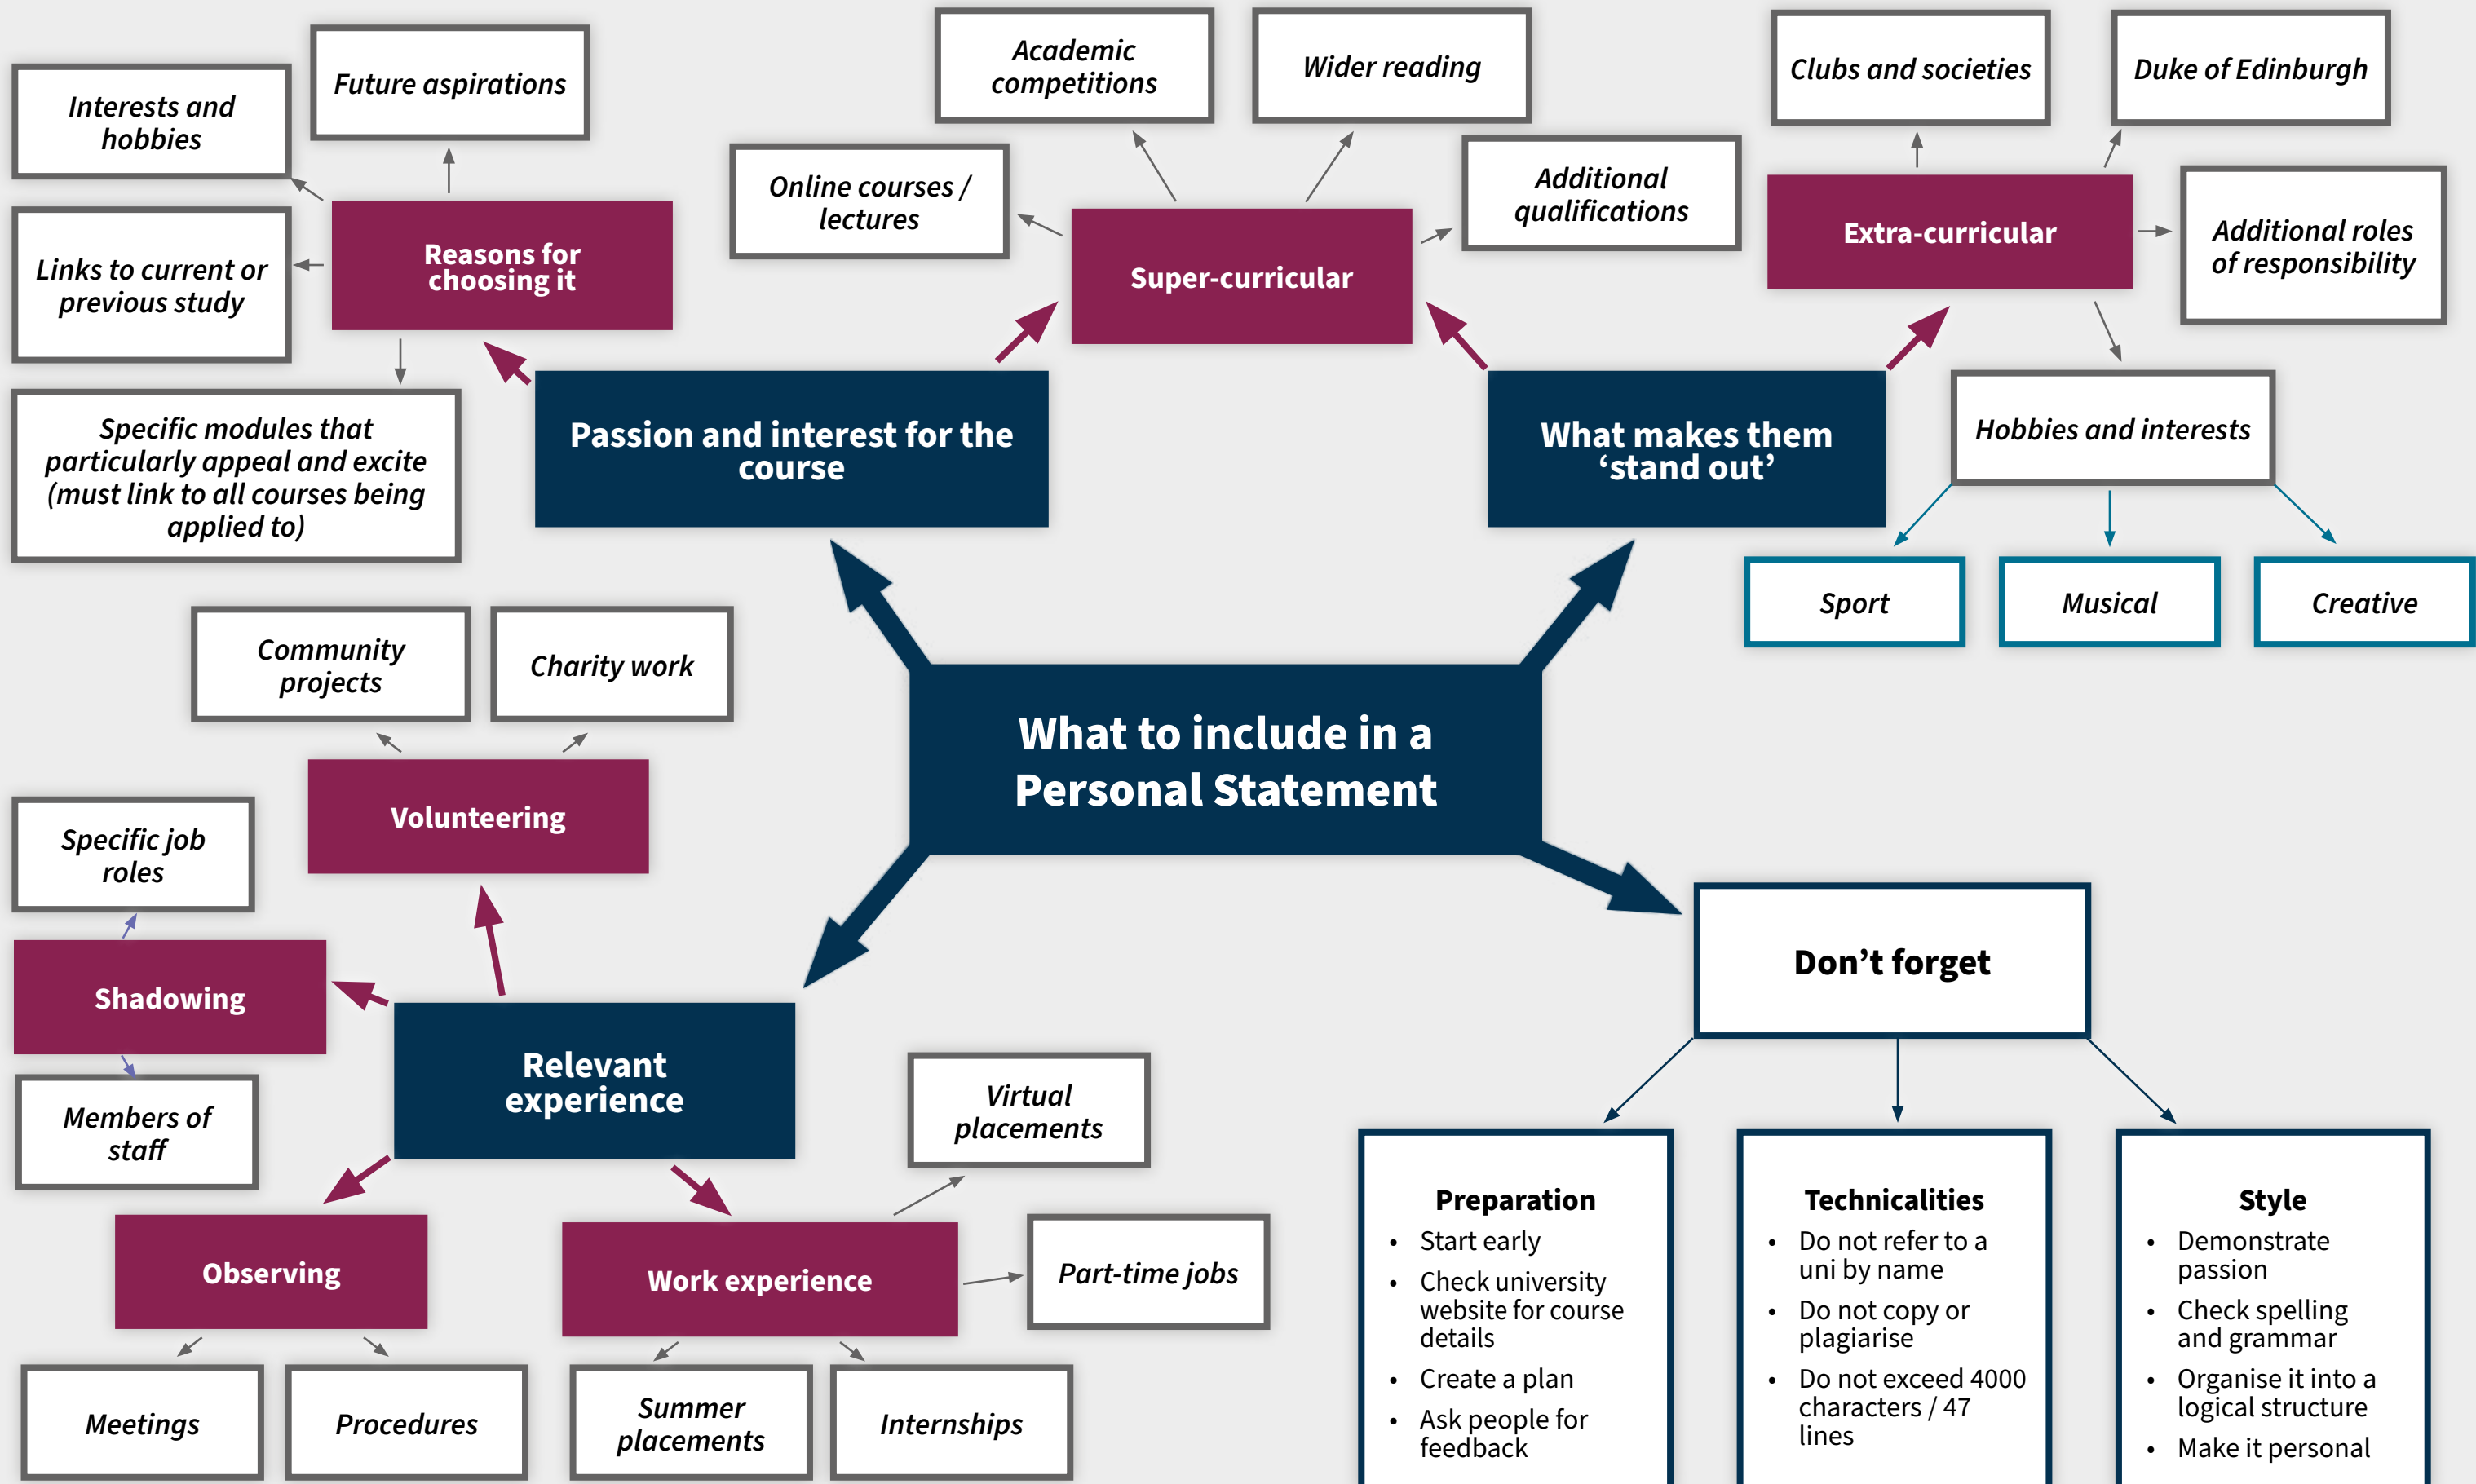 Future aspirations
Interests and
hobbies
Links to current or
previous study
Reasons for
choosing it
Specific modules that
particularly appeal and excite
(must link to all courses being
applied to)
Passion and interest for the
course
Academic
competitions
Wider reading
Online courses /
lectures
Additional
qualifications
Super-curricular
Clubs and societies
Duke of Edinburgh
Extra-curricular
Additional roles
of responsibility
What makes them
‘stand out’
Hobbies and interests
Sport
Musical
Creative
What to include in a
Personal Statement
Community
projects
Charity work
Volunteering
Specific job
roles
Shadowing
Members of
staff
Relevant
experience
Observing
Meetings
Procedures
Work experience
Virtual
placements
Part-time jobs
Summer
placements
Internships
Don’t forget
Preparation
• Start early
• Check university
website for course
details
• Create a plan
• Ask people for
feedback
Technicalities
• Do not refer to a
uni by name
• Do not copy or
plagiarise
• Do not exceed 4000
characters / 47
lines
Style
• Demonstrate
passion
• Check spelling
and grammar
• Organise it into a
logical structure
• Make it personal